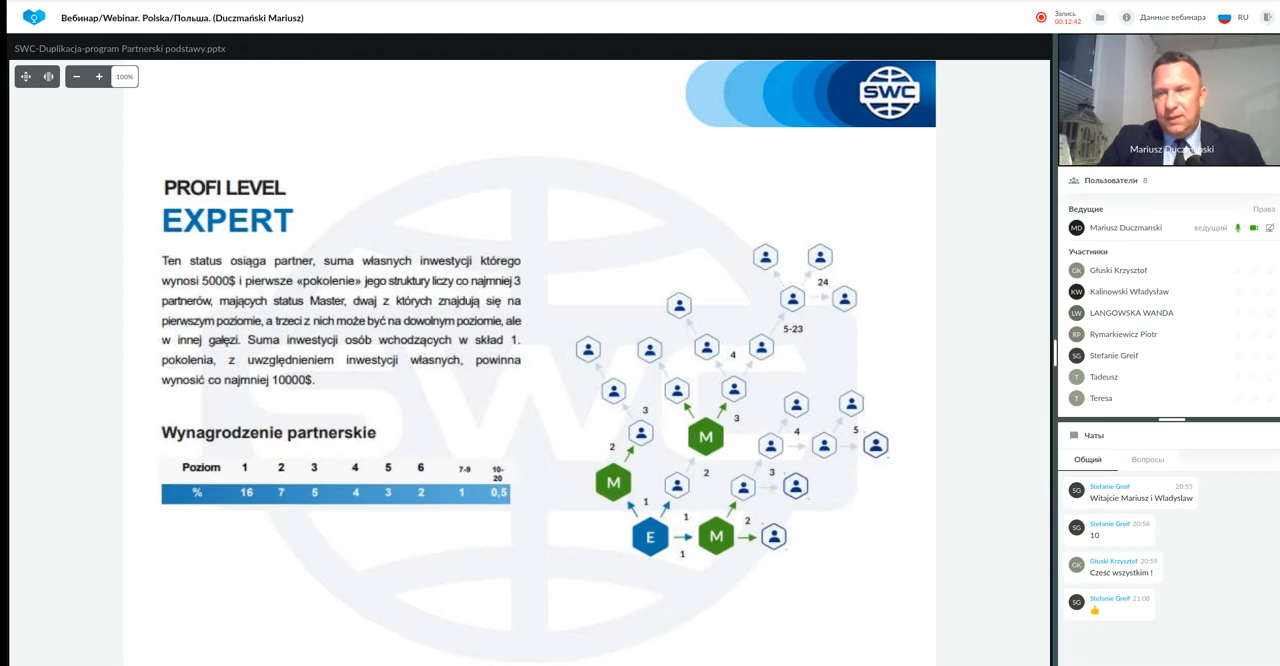 Вебинар/Webinar. Polska/Польша. (Duczmański Mariusz)
Запись
00:12:42
Данные вебинара
RU
SWC-Duplikacja-program Partnerski podstawy.pptx
100%
SWC
PROFI LEVEL
EXPERT
Ten status osiąga partner, suma własnych inwestycji którego
wynosi 5000$ i pierwsze «pokolenie» jego struktury liczy co najmniej 3
partnerów, mających status Master, dwaj z których znajdują się na
pierwszym poziomie, a trzeci z nich może być na dowolnym poziomie, ale
w innej gałęzi. Suma inwestycji osób wchodzących w skład 1.
pokolenia, z uwzględnieniem inwestycji własnych, powinna
wynosić co najmniej 10000$.
Wynagrodzenie partnerskie
Poziom 1 2 3 4 5 6 7-9 10-20
% 16 7 5 4 3 2 1 0,5
24
5-23
4
3
3
M
4
5
2
M
2
3
1
1
2
E
M
1
Mariusz Duczmanski
Пользователи 8
Ведущие
Права
MD Mariusz Duczmanski ведущий
Участники
GK Głuski Krzysztof
KW Kalinowski Władysław
LW LANGOWSKA WANDA
RP Rymarkiewicz Piotr
SG Stefanie Greif
T Tadeusz
T Teresa
Чаты
Общий
Вопросы
SG Stefanie Greif 20:55
Witajcie Mariusz i Wladyslaw
SG Stefanie Greif 20:58
10
GK Głuski Krzysztof 20:59
Cześć wszystkim !
SG Stefanie Greif 21:08
👍